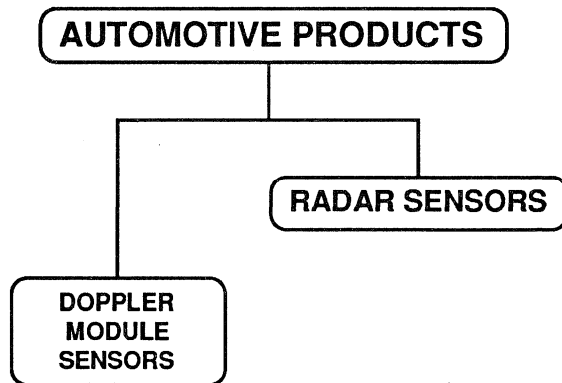 AUTOMOTIVE PRODUCTS
RADAR SENSORS
DOPPLER
MODULE
SENSORS